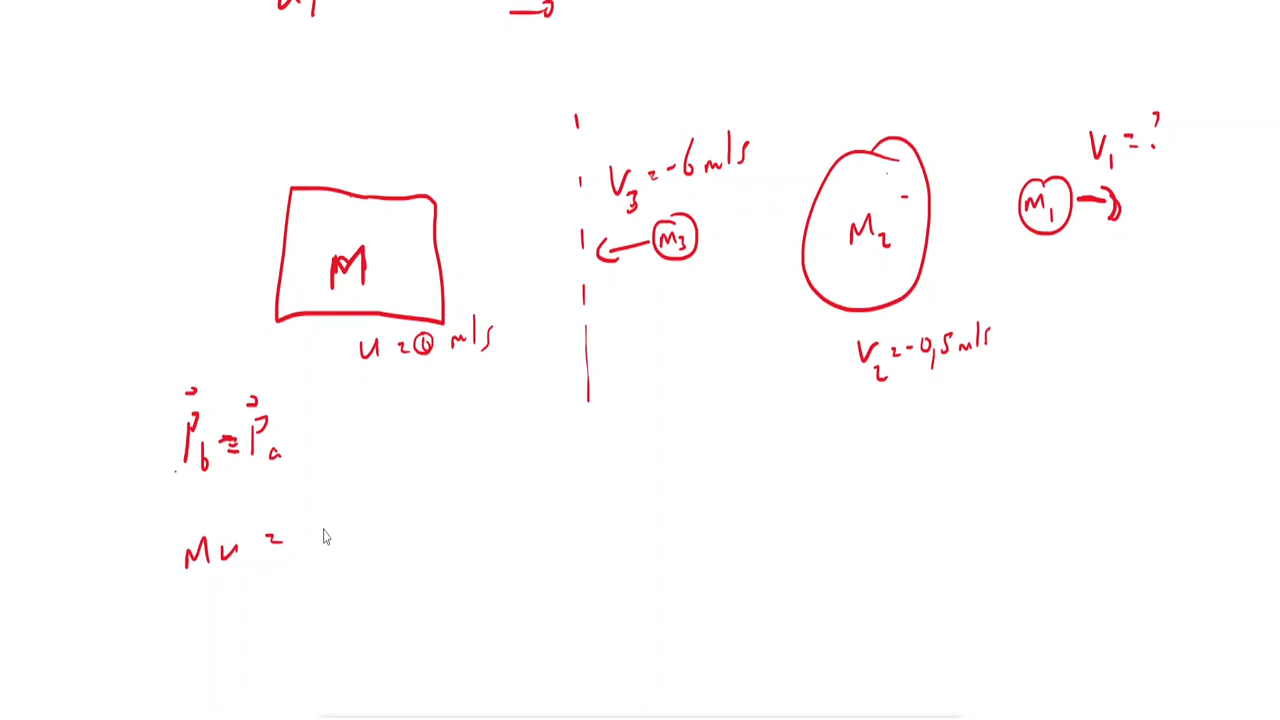 V₁ = ?
V₃ = -6 m/s
M₁
M₂
m₃
M
u = 0 m/s
V₂ = -0,5 m/s
P⃗b = P⃗a
Mu =